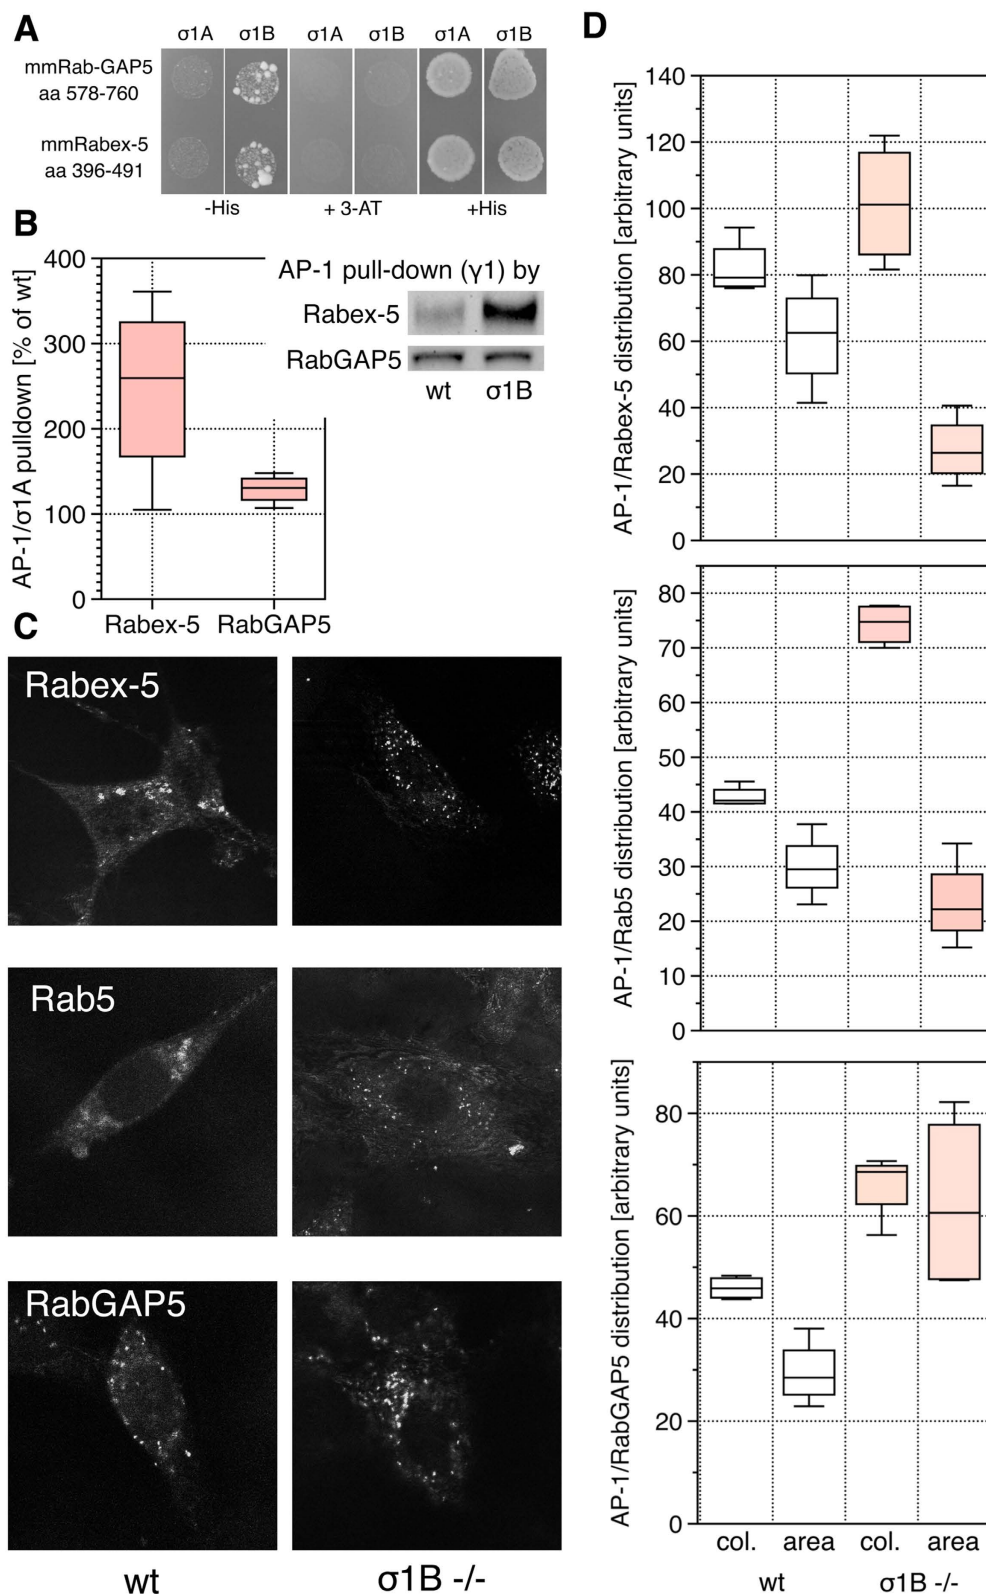 A
σ1A σ1B σ1A σ1B σ1A σ1B
mmRab-GAP5
aa 578-760
mmRabex-5
aa 396-491
-His + 3-AT +His
B
AP-1/σ1A pulldown [% of wt]
400
300
200
100
0
Rabex-5 RabGAP5
AP-1 pull-down (γ1) by
Rabex-5
RabGAP5
wt σ1B
C
Rabex-5
Rab5
RabGAP5
wt σ1B -/-
D
AP-1/Rabex-5 distribution [arbitrary units]
140
120
100
80
60
40
20
0
AP-1/Rab5 distribution [arbitrary units]
80
70
60
50
40
30
20
10
0
AP-1/RabGAP5 distribution [arbitrary units]
80
60
40
20
0
col. area col. area
wt σ1B -/-